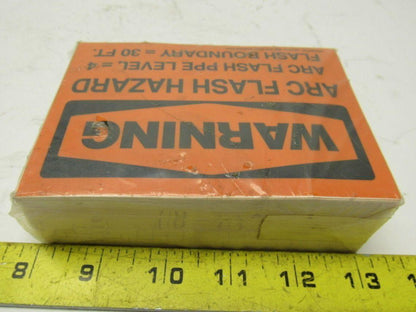 WARNING
ARC FLASH HAZARD
ARC FLASH PPE LEVEL = 4
FLASH BOUNDARY = 30 FT.
8 9 10 11 12 13